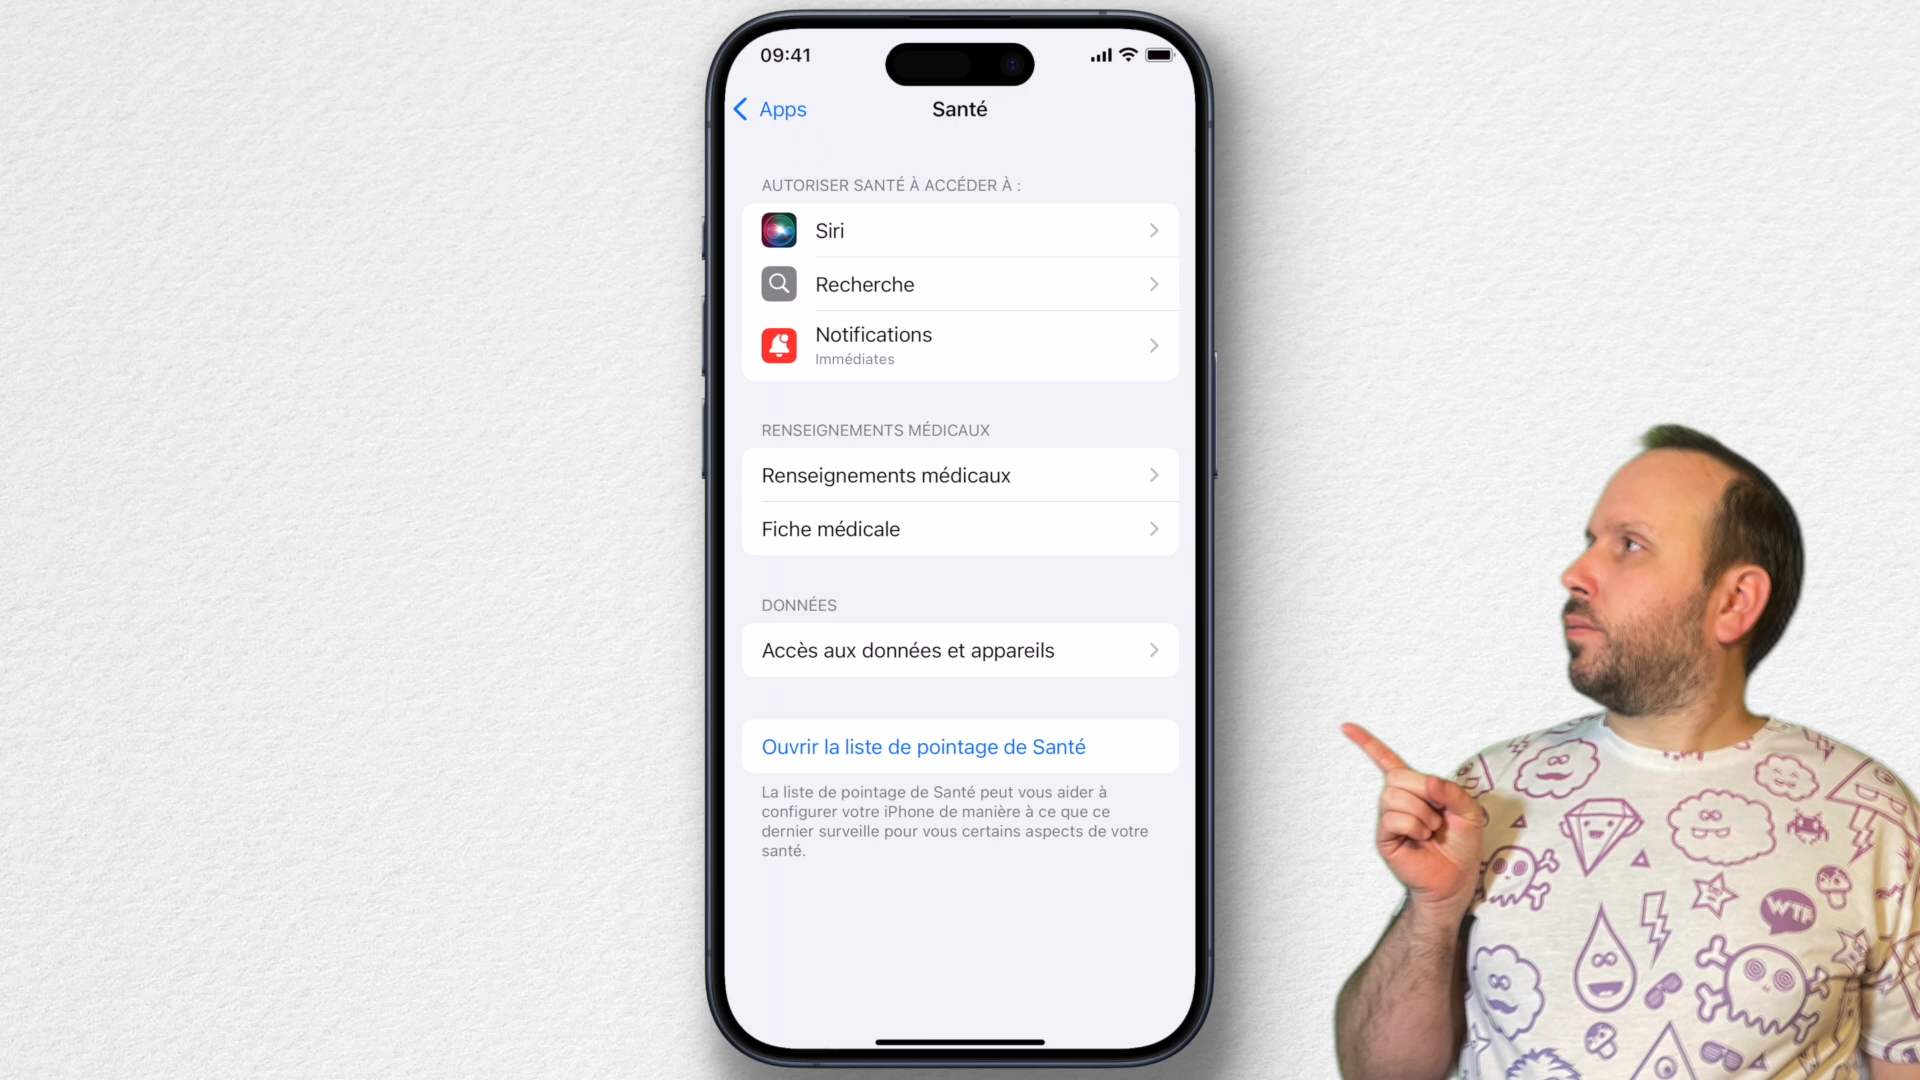 09:41
Apps
Santé
AUTORISER SANTÉ À ACCÉDER À :
Siri
Recherche
Notifications
Immédiates
RENSEIGNEMENTS MÉDICAUX
Renseignements médicaux
Fiche médicale
DONNÉES
Accès aux données et appareils
Ouvrir la liste de pointage de Santé
La liste de pointage de Santé peut vous aider à
configurer votre iPhone de manière à ce que ce
dernier surveille pour vous certains aspects de votre
santé.
WTF